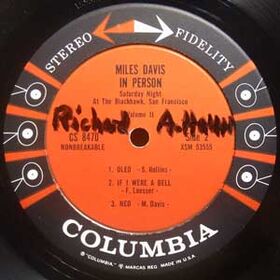 STEREO FIDELITY
MILES DAVIS
IN PERSON
Saturday Night
At The Blackhawk, San Francisco
Volume II
Richard A.
CS 8470
NONBREAKABLE
Side 2
XSM 53555
1. OLEO - S. Rollins
2. IF I WERE A BELL
- F. Loesser
3. NEO - M. Davis
COLUMBIA
® "COLUMBIA," MARCAS REG. MADE IN U.S.A.